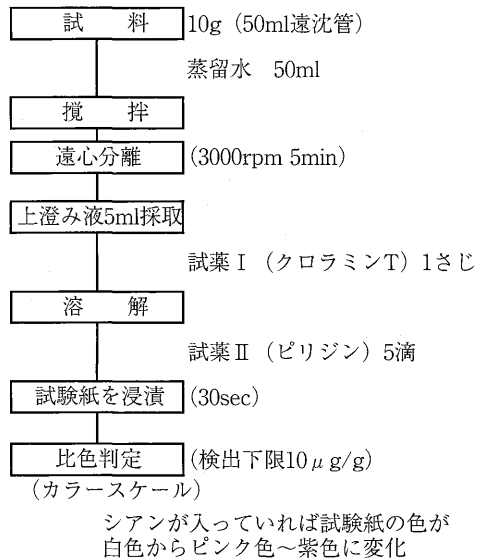 試　料 10g（50ml遠沈管）
蒸留水　50ml
撹　拌
遠心分離 (3000rpm 5min)
上澄み液5ml採取
試薬Ⅰ（クロラミンT）1さじ
溶　解
試薬Ⅱ（ピリジン）5滴
試験紙を浸漬 (30sec)
比色判定 (検出下限10μg/g)
（カラースケール）
シアンが入っていれば試験紙の色が
白色からピンク色～紫色に変化